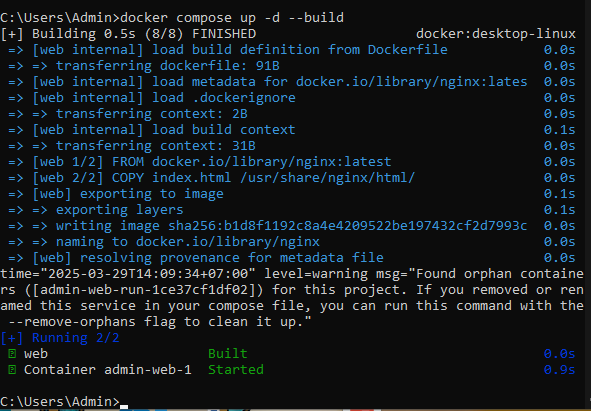 C:\Users\Admin>docker compose up -d --build
[+] Building 0.5s (8/8) FINISHED docker:desktop-linux
=> [web internal] load build definition from Dockerfile 0.0s
=> => transferring dockerfile: 91B 0.0s
=> [web internal] load metadata for docker.io/library/nginx:lates 0.0s
=> [web internal] load .dockerignore 0.0s
=> => transferring context: 2B 0.0s
=> [web internal] load build context 0.1s
=> => transferring context: 31B 0.0s
=> [web 1/2] FROM docker.io/library/nginx:latest 0.0s
=> [web 2/2] COPY index.html /usr/share/nginx/html/ 0.0s
=> [web] exporting to image 0.1s
=> => exporting layers 0.1s
=> => writing image sha256:b1d8f1192c8a4e4209522be197432cf2d7993c 0.0s
=> => naming to docker.io/library/nginx 0.0s
=> [web] resolving provenance for metadata file 0.0s
time="2025-03-29T14:09:34+07:00" level=warning msg="Found orphan containe
rs ([admin-web-run-1ce37cf1df02]) for this project. If you removed or ren
amed this service in your compose file, you can run this command with the
--remove-orphans flag to clean it up."
[+] Running 2/2
web Built 0.0s
Container admin-web-1 Started 0.9s
C:\Users\Admin>